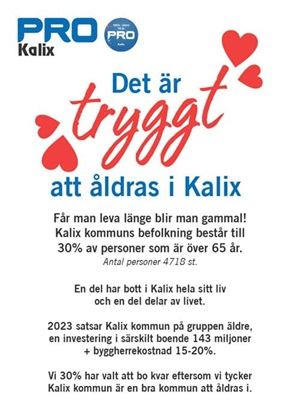 PRO
Kalix
PRO
Det är
tryggt
att åldras i Kalix
Får man leva länge blir man gammal!
Kalix kommuns befolkning består till
30% av personer som är över 65 år.
Antal personer 4718 st.
En del har bott i Kalix hela sitt liv
och en del delar av livet.
2023 satsar Kalix kommun på gruppen äldre,
en investering i särskilt boende 143 miljoner
+ byggherrekostnad 15-20%.
Vi 30% har valt att bo kvar eftersom vi tycker
Kalix kommun är en bra kommun att åldras i.